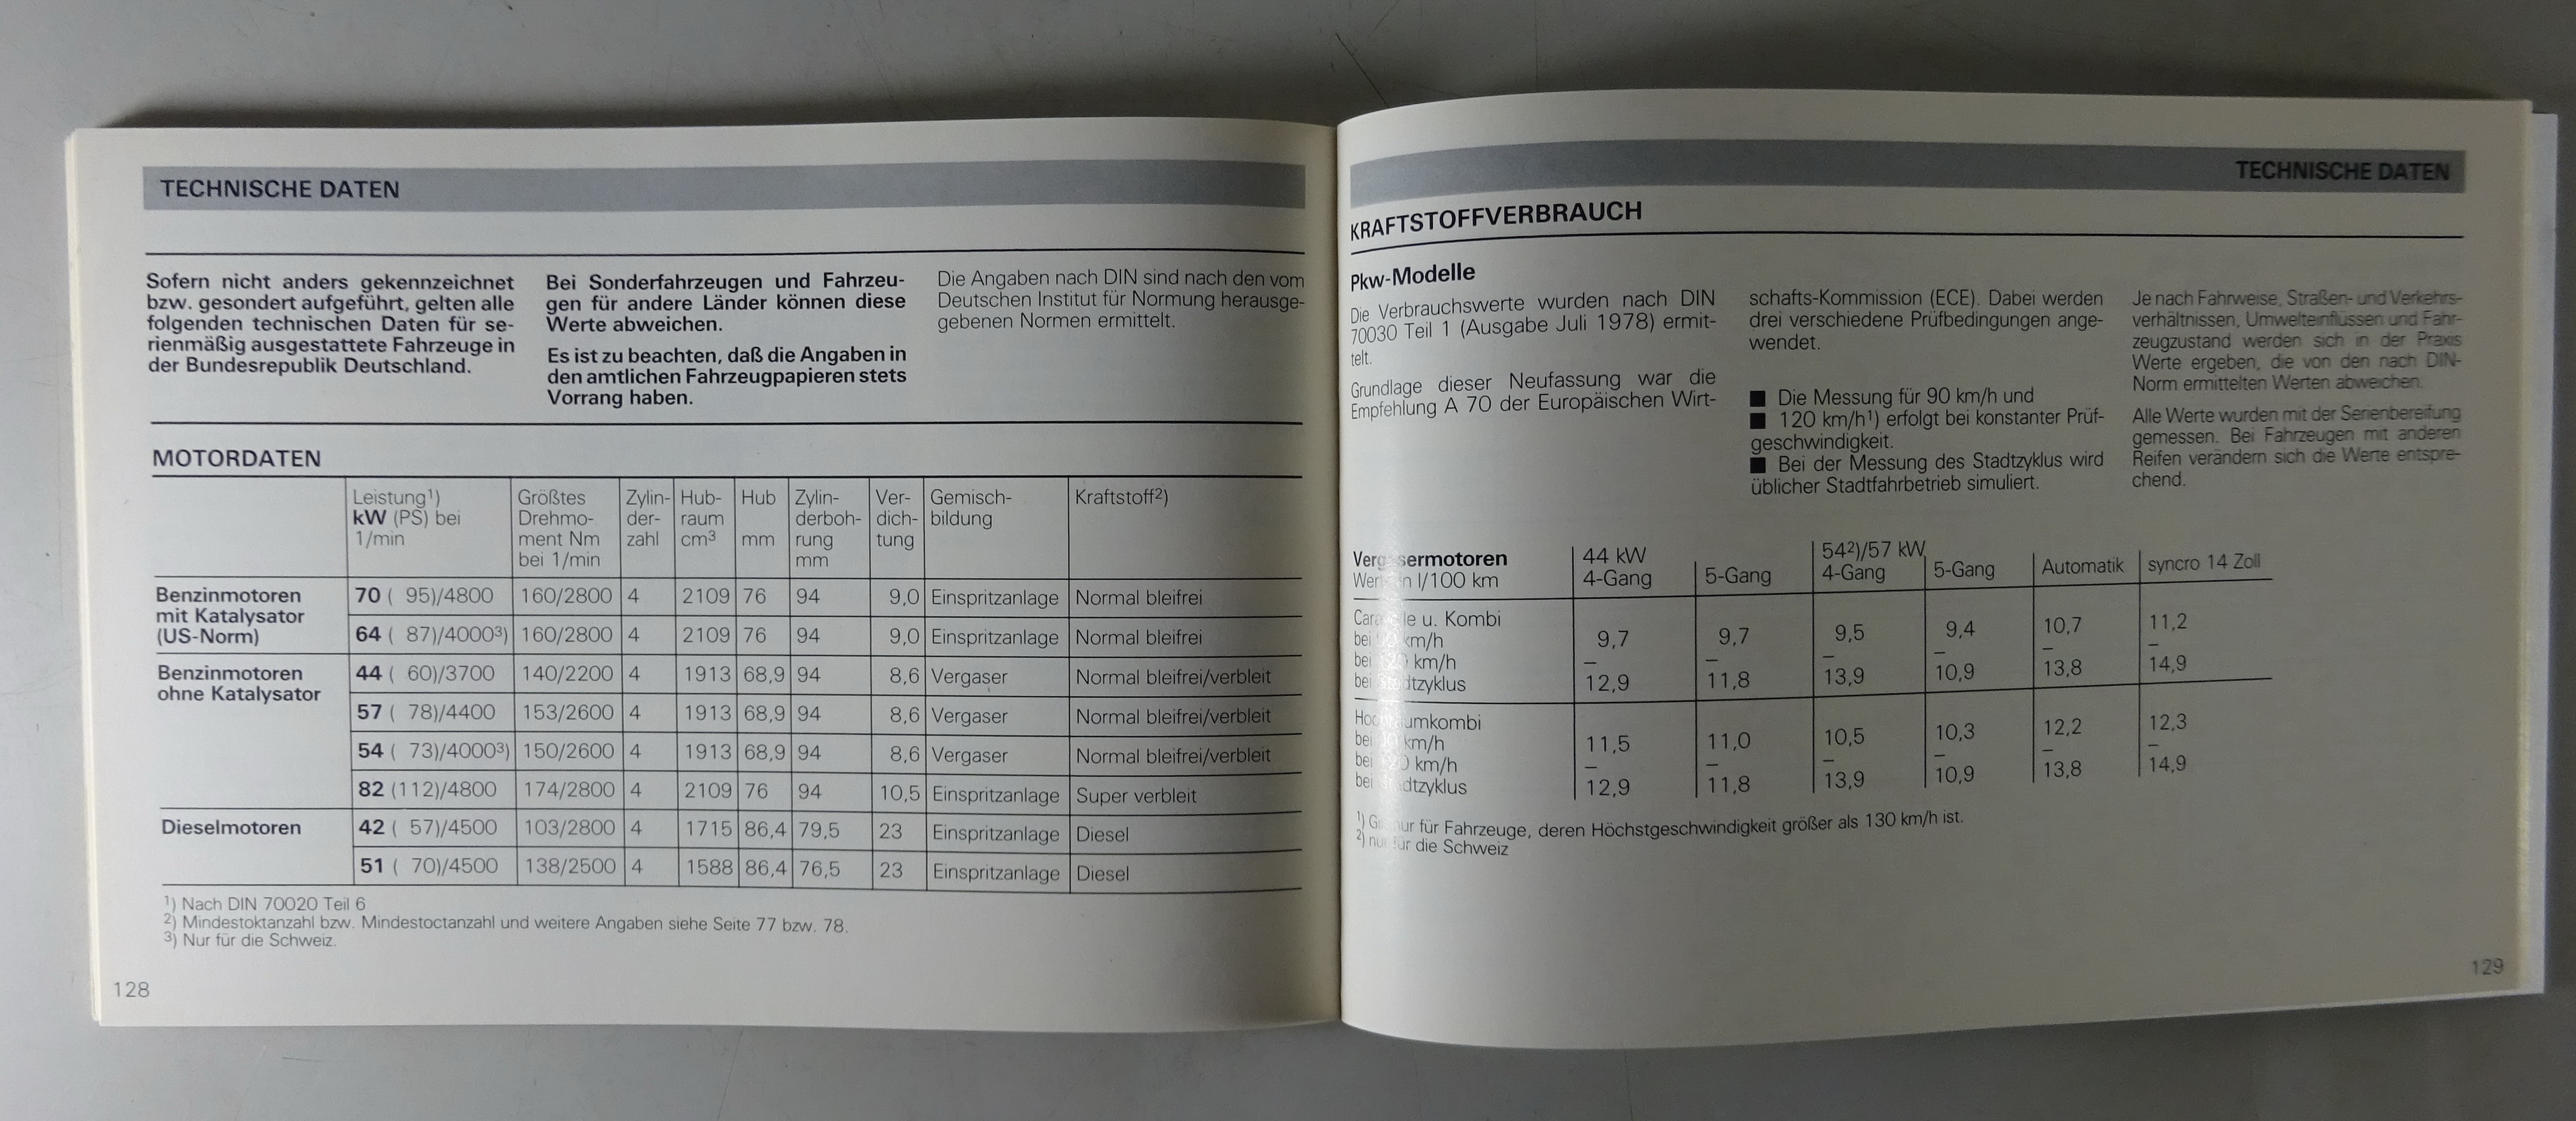 TECHNISCHE DATEN
Sofern nicht anders gekennzeichnet
bzw. gesondert aufgeführt, gelten alle
folgenden technischen Daten für se-
rienmäßig ausgestattete Fahrzeuge in
der Bundesrepublik Deutschland.
Bei Sonderfahrzeugen und Fahrzeu-
gen für andere Länder können diese
Werte abweichen.
Es ist zu beachten, daß die Angaben in
den amtlichen Fahrzeugpapieren stets
Vorrang haben.
Die Angaben nach DIN sind nach den vom
Deutschen Institut für Normung herausge-
gebenen Normen ermittelt.
MOTORDATEN
Leistung1) Größtes Zylin- Hub- Hub Zylin- Ver- Gemisch- Kraftstoff2)
kW (PS) bei Drehmo- der- raum derboh- dich- bildung
1/min ment Nm zahl cm3 mm rung tung
bei 1/min mm
Benzinmotoren 70 ( 95)/4800 160/2800 4 2109 76 94 9,0 Einspritzanlage Normal bleifrei
mit Katalysator
(US-Norm) 64 ( 87)/40003) 160/2800 4 2109 76 94 9,0 Einspritzanlage Normal bleifrei
Benzinmotoren 44 ( 60)/3700 140/2200 4 1913 68,9 94 8,6 Vergaser Normal bleifrei/verbleit
ohne Katalysator
57 ( 78)/4400 153/2600 4 1913 68,9 94 8,6 Vergaser Normal bleifrei/verbleit
54 ( 73)/40003) 150/2600 4 1913 68,9 94 8,6 Vergaser Normal bleifrei/verbleit
82 (112)/4800 174/2800 4 2109 76 94 10,5 Einspritzanlage Super verbleit
Dieselmotoren 42 ( 57)/4500 103/2800 4 1715 86,4 79,5 23 Einspritzanlage Diesel
51 ( 70)/4500 138/2500 4 1588 86,4 76,5 23 Einspritzanlage Diesel
1) Nach DIN 70020 Teil 6
2) Mindestoktanzahl bzw. Mindestoctanzahl und weitere Angaben siehe Seite 77 bzw. 78.
3) Nur für die Schweiz.
128
TECHNISCHE DATEN
KRAFTSTOFFVERBRAUCH
Pkw-Modelle
Die Verbrauchswerte wurden nach DIN
70030 Teil 1 (Ausgabe Juli 1978) ermit-
telt.
Grundlage dieser Neufassung war die
Empfehlung A 70 der Europäischen Wirt-
schafts-Kommission (ECE). Dabei werden
drei verschiedene Prüfbedingungen ange-
wendet.
■ Die Messung für 90 km/h und
■ 120 km/h1) erfolgt bei konstanter Prüf-
geschwindigkeit.
■ Bei der Messung des Stadtzyklus wird
üblicher Stadtfahrbetrieb simuliert.
Je nach Fahrweise, Straßen- und Verkehrs-
verhältnissen, Umwelteinflüssen und Fahr-
zeugzustand werden sich in der Praxis
Werte ergeben, die von den nach DIN-
Norm ermittelten Werten abweichen.
Alle Werte wurden mit der Serienbereifung
gemessen. Bei Fahrzeugen mit anderen
Reifen verändern sich die Werte entspre-
chend.
Vergasermotoren 44 kW 542)/57 kW
Werte in l/100 km 4-Gang 5-Gang 4-Gang 5-Gang Automatik syncro 14 Zoll
Caravelle u. Kombi
bei 90 km/h 9,7 9,7 9,5 9,4 10,7 11,2
bei 120 km/h – – – – – –
bei Stadtzyklus 12,9 11,8 13,9 10,9 13,8 14,9
Hochraumkombi
bei 90 km/h 11,5 11,0 10,5 10,3 12,2 12,3
bei 120 km/h – – – – – –
bei Stadtzyklus 12,9 11,8 13,9 10,9 13,8 14,9
1) Gilt nur für Fahrzeuge, deren Höchstgeschwindigkeit größer als 130 km/h ist.
2) nur für die Schweiz
129